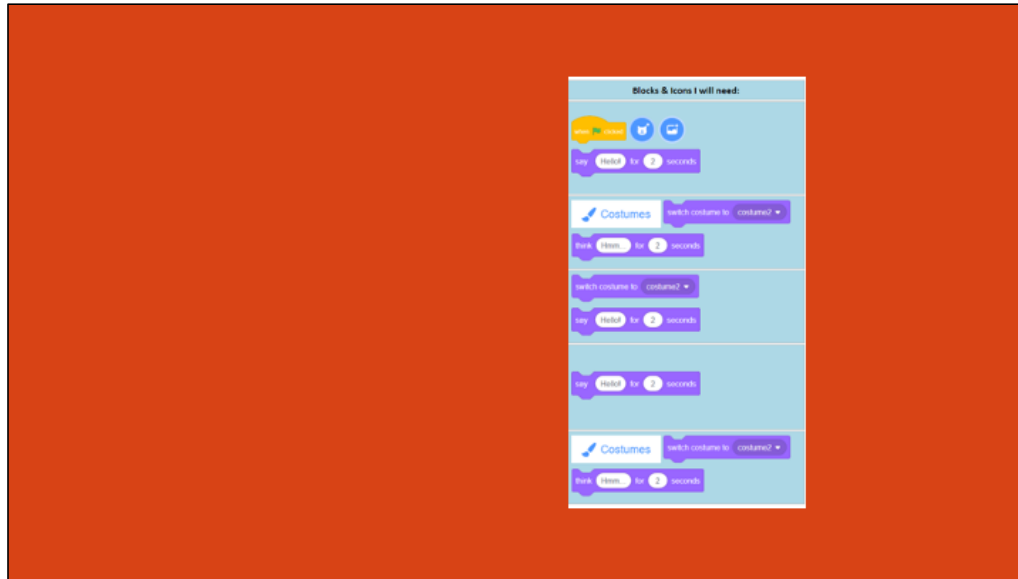 Blocks & Icons I will need:
when clicked
say Hello! for 2 seconds
Costumes switch costume to costume2
think Hmm... for 2 seconds
switch costume to costume2
say Hello! for 2 seconds
say Hello! for 2 seconds
Costumes switch costume to costume2
think Hmm... for 2 seconds